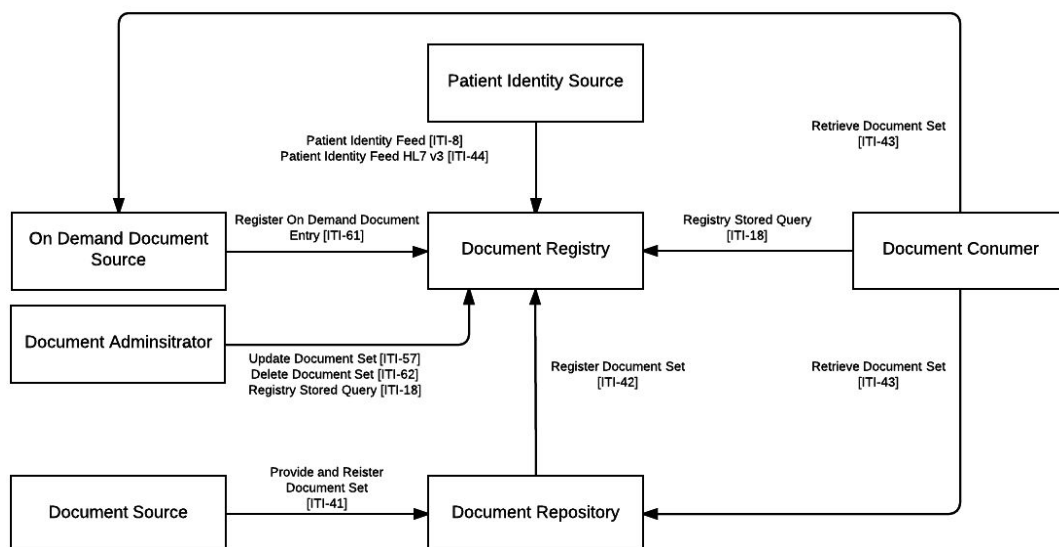 Patient Identity Source
Retrieve Document Set
[ITI-43]
Patient Identity Feed [ITI-8]
Patient Identity Feed HL7 v3 [ITI-44]
On Demand Document
Source
Register On Demand Document
Entry [ITI-61]
Document Registry
Registry Stored Query
[ITI-18]
Document Conumer
Document Adminsitrator
Update Document Set [ITI-57]
Delete Document Set [ITI-62]
Registry Stored Query [ITI-18]
Register Document Set
[ITI-42]
Retrieve Document Set
[ITI-43]
Document Source
Provide and Reister
Document Set
[ITI-41]
Document Repository